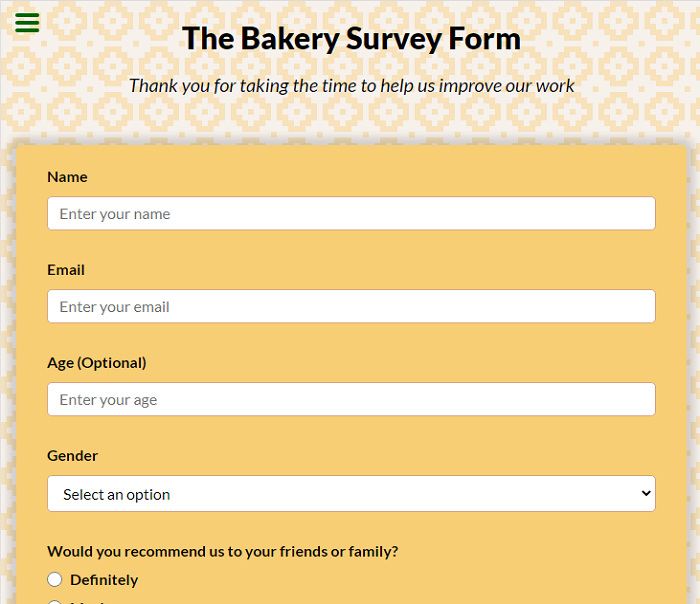 The Bakery Survey Form
Thank you for taking the time to help us improve our work
Name
Enter your name
Email
Enter your email
Age (Optional)
Enter your age
Gender
Select an option
Would you recommend us to your friends or family?
Definitely